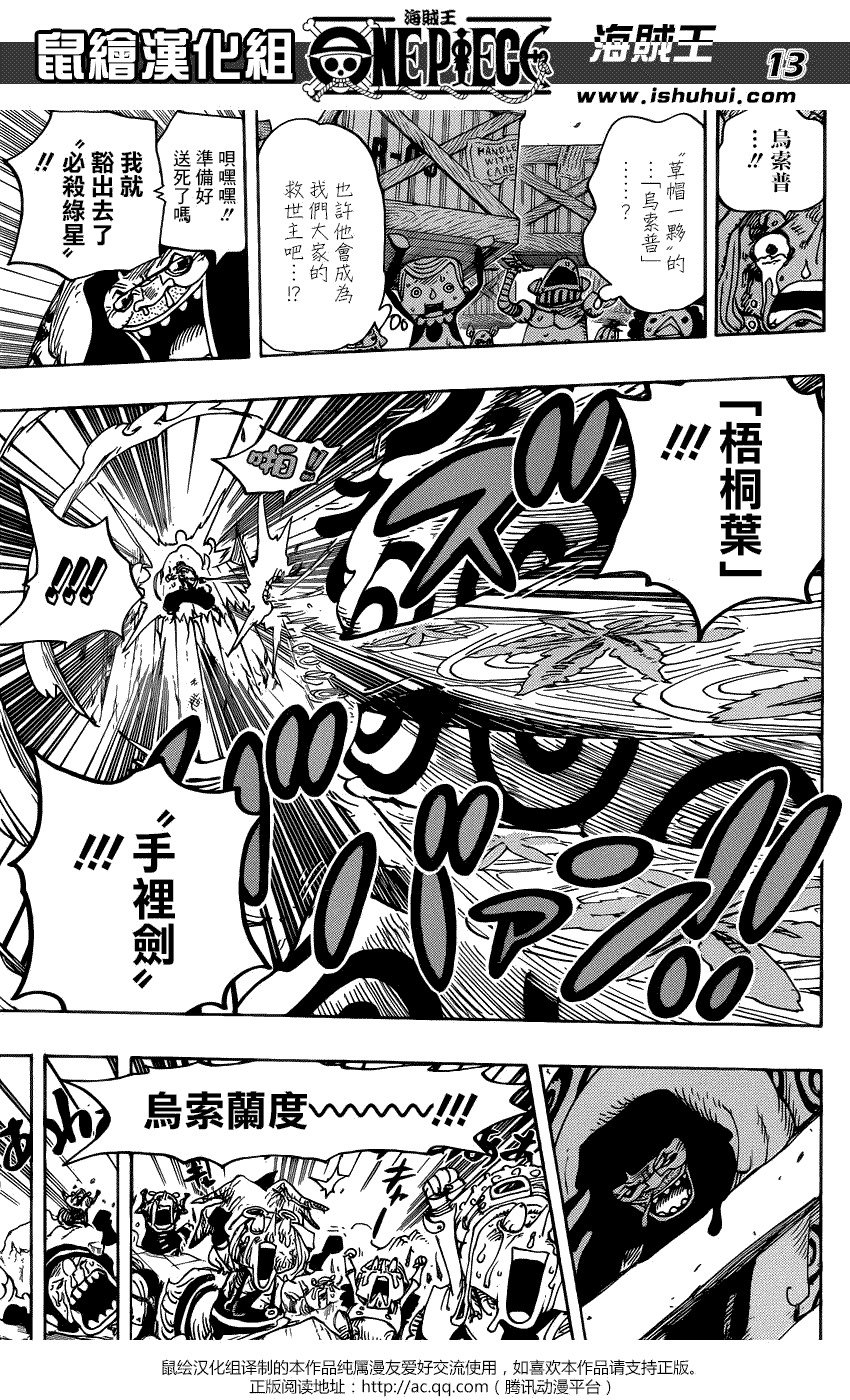 鼠繪漢化組
海賊王
ONE PIECE
海賊王
13
www.ishuhui.com
烏索普
…!!
〝草帽一夥〞的
…「烏索普」
……?
HANDLE
WITH
CARE
也許他會成為
我們大家的
救世主吧…!?
唄嘿嘿!!
準備好
送死了嗎
我就
豁出去了
〝必殺綠星〞
!!
「梧桐葉」
!!!
啪!!
ズ
!!!!
〝手裡劍〞
!!!
バァン!!
烏索蘭度~~~~~!!!
鼠绘汉化组译制的本作品纯属漫友爱好交流使用，如喜欢本作品请支持正版。
正版阅读地址：http://ac.qq.com（腾讯动漫平台）